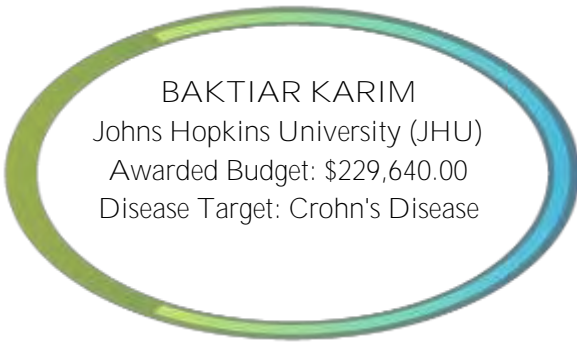 BAKTIAR KARIM
Johns Hopkins University (JHU)
Awarded Budget: $229,640.00
Disease Target: Crohn's Disease